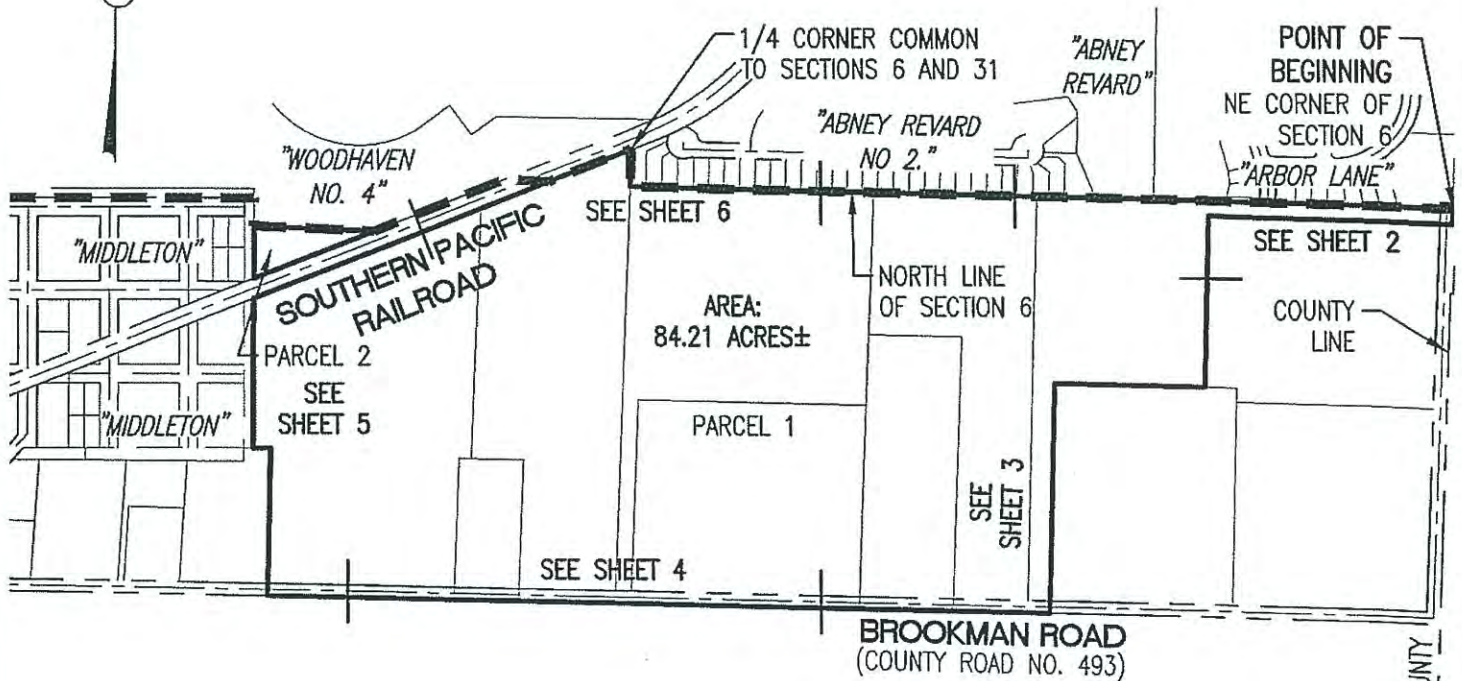 1/4 CORNER COMMON
TO SECTIONS 6 AND 31
"ABNEY
REVARD"
POINT OF
BEGINNING
NE CORNER OF
SECTION 6
"WOODHAVEN
NO. 4"
"ABNEY REVARD
NO 2."
"ARBOR LANE"
"MIDDLETON"
SEE SHEET 6
SEE SHEET 2
SOUTHERN PACIFIC
RAILROAD
NORTH LINE
OF SECTION 6
AREA:
84.21 ACRES±
COUNTY
LINE
PARCEL 2
SEE
SHEET 5
"MIDDLETON"
PARCEL 1
SEE
SHEET 3
SEE SHEET 4
BROOKMAN ROAD
(COUNTY ROAD NO. 493)
UNTY